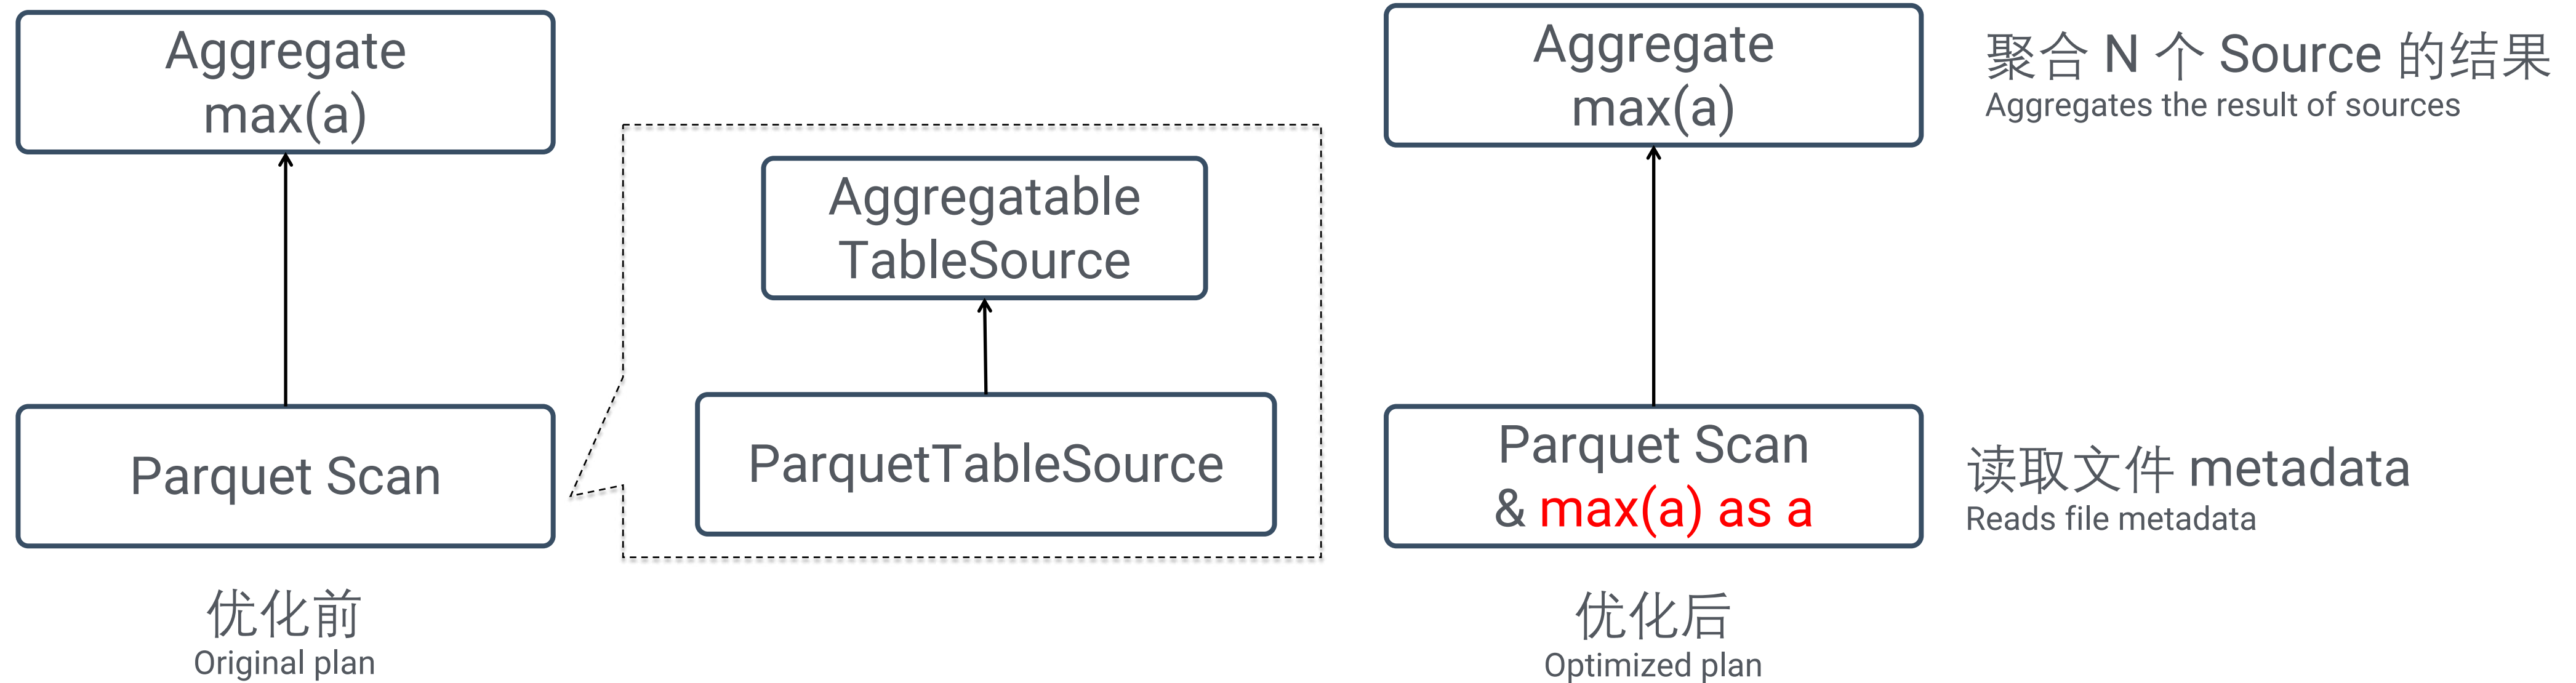 Aggregate
max(a)
Parquet Scan
优化前
Original plan
Aggregatable
TableSource
ParquetTableSource
Aggregate
max(a)
Parquet Scan
& max(a) as a
优化后
Optimized plan
聚合 N 个 Source 的结果
Aggregates the result of sources
读取文件 metadata
Reads file metadata